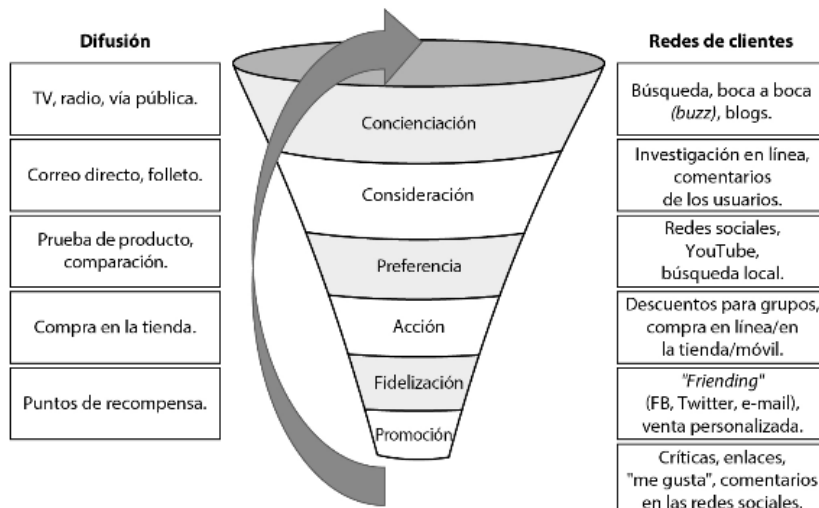 Difusión
TV, radio, vía pública.
Correo directo, folleto.
Prueba de producto,
comparación.
Compra en la tienda.
Puntos de recompensa.
Concienciación
Consideración
Preferencia
Acción
Fidelización
Promoción
Redes de clientes
Búsqueda, boca a boca
(buzz), blogs.
Investigación en línea,
comentarios
de los usuarios.
Redes sociales,
YouTube,
búsqueda local.
Descuentos para grupos,
compra en línea/en
la tienda/móvil.
"Friending"
(FB, Twitter, e-mail),
venta personalizada.
Críticas, enlaces,
"me gusta", comentarios
en las redes sociales.